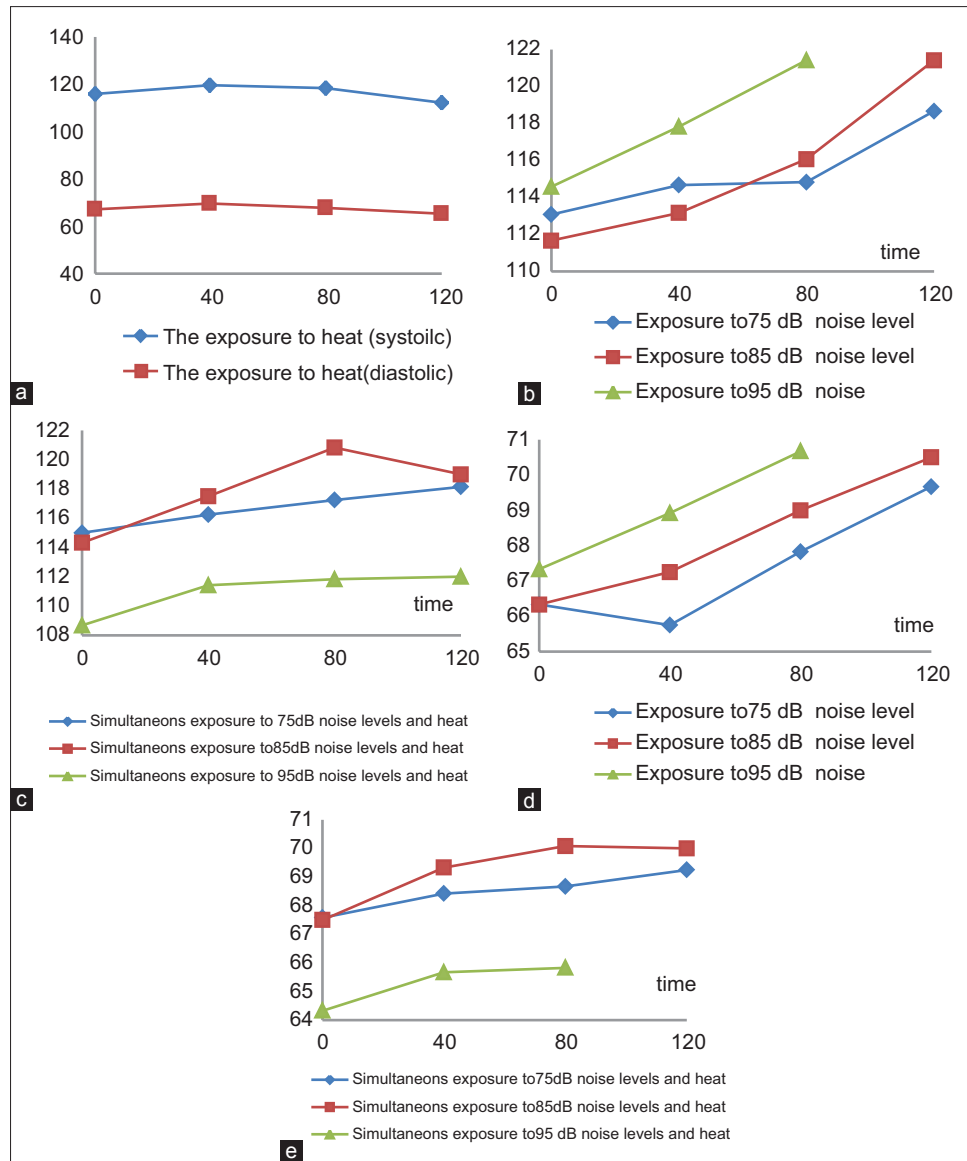 140
120
100
80
60
40
0 40 80 120
The exposure to heat (systoilc)
The exposure to heat(diastolic)
a
122
120
118
116
114
112
110
time
0 40 80 120
Exposure to75 dB noise level
Exposure to85 dB noise level
Exposure to95 dB noise
b
122
120
118
116
114
112
110
108
time
0 40 80 120
Simultaneons exposure to 75dB noise levels and heat
Simultaneons exposure to85dB noise levels and heat
Simultaneons exposure to 95dB noise levels and heat
c
71
70
69
68
67
66
65
time
0 40 80 120
Exposure to75 dB noise level
Exposure to85 dB noise level
Exposure to95 dB noise
d
71
70
69
68
67
66
65
64
time
0 40 80 120
Simultaneons exposure to75dB noise levels and heat
Simultaneons exposure to85dB noise levels and heat
Simultaneons exposure to95 dB noise levels and heat
e